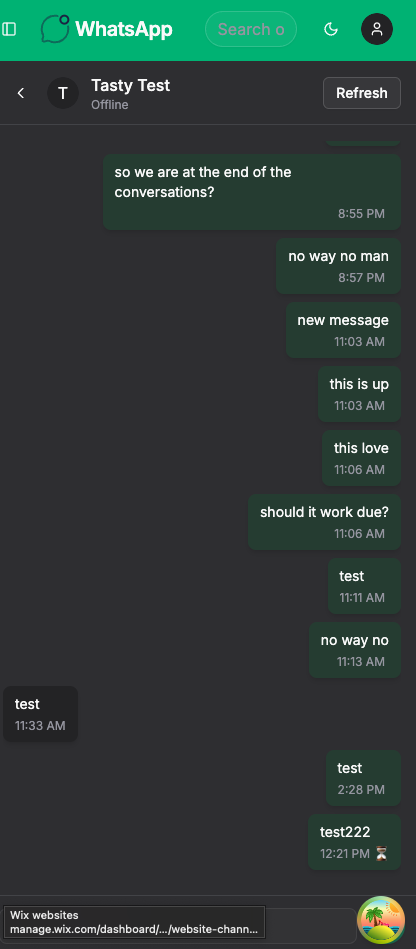 WhatsApp
Search o
T
Tasty Test
Offline
Refresh
so we are at the end of the
conversations?
8:55 PM
no way no man
8:57 PM
new message
11:03 AM
this is up
11:03 AM
this love
11:06 AM
should it work due?
11:06 AM
test
11:11 AM
no way no
11:13 AM
test
11:33 AM
test
2:28 PM
test222
12:21 PM ⏳
Wix websites
manage.wix.com/dashboard/.../website-chann...